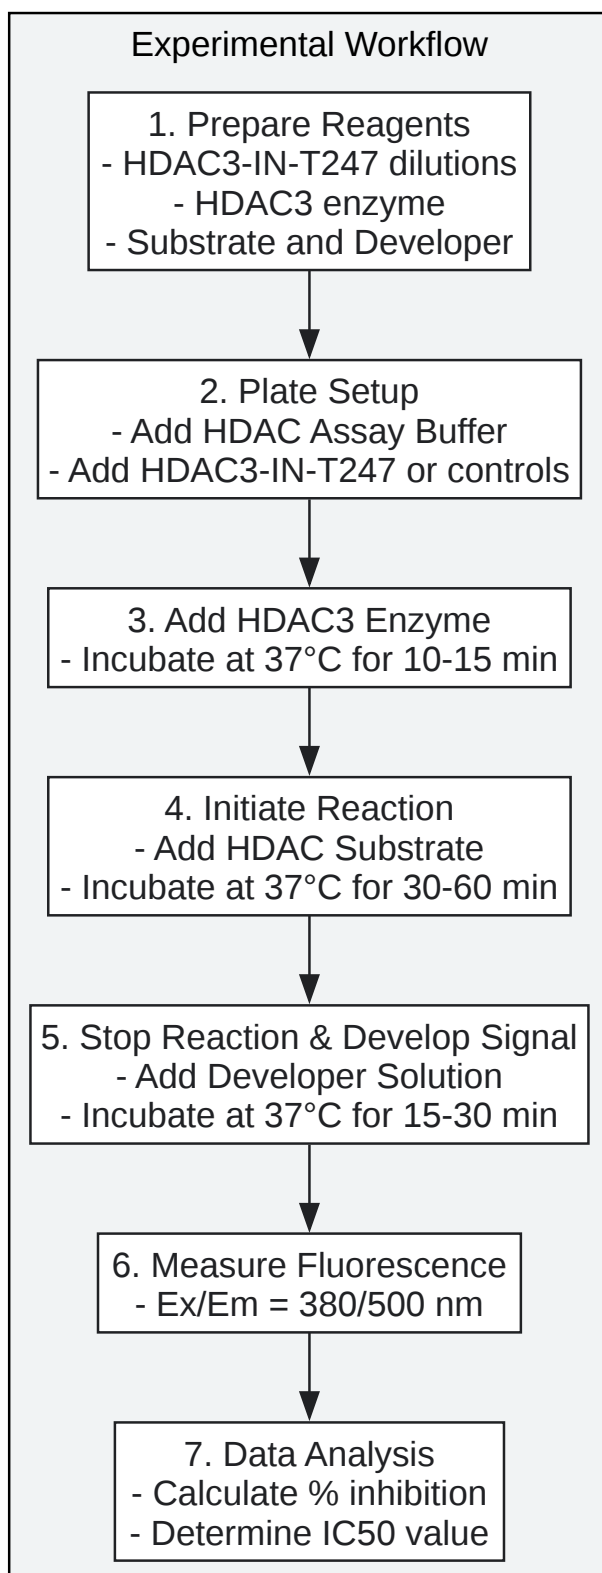 Experimental Workflow
1. Prepare Reagents
- HDAC3-IN-T247 dilutions
- HDAC3 enzyme
- Substrate and Developer
2. Plate Setup
- Add HDAC Assay Buffer
- Add HDAC3-IN-T247 or controls
3. Add HDAC3 Enzyme
- Incubate at 37°C for 10-15 min
4. Initiate Reaction
- Add HDAC Substrate
- Incubate at 37°C for 30-60 min
5. Stop Reaction & Develop Signal
- Add Developer Solution
- Incubate at 37°C for 15-30 min
6. Measure Fluorescence
- Ex/Em = 380/500 nm
7. Data Analysis
- Calculate % inhibition
- Determine IC50 value